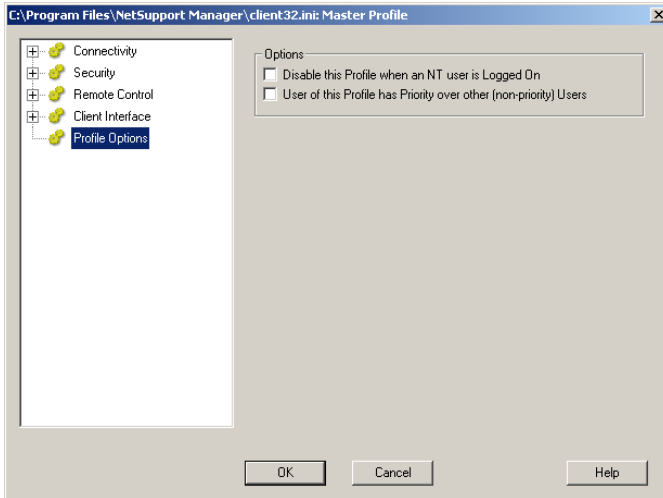 C:\Program Files\NetSupport Manager\client32.ini: Master Profile
Connectivity
Security
Remote Control
Client Interface
Profile Options
Options
Disable this Profile when an NT user is Logged On
User of this Profile has Priority over other (non-priority) Users
OK
Cancel
Help